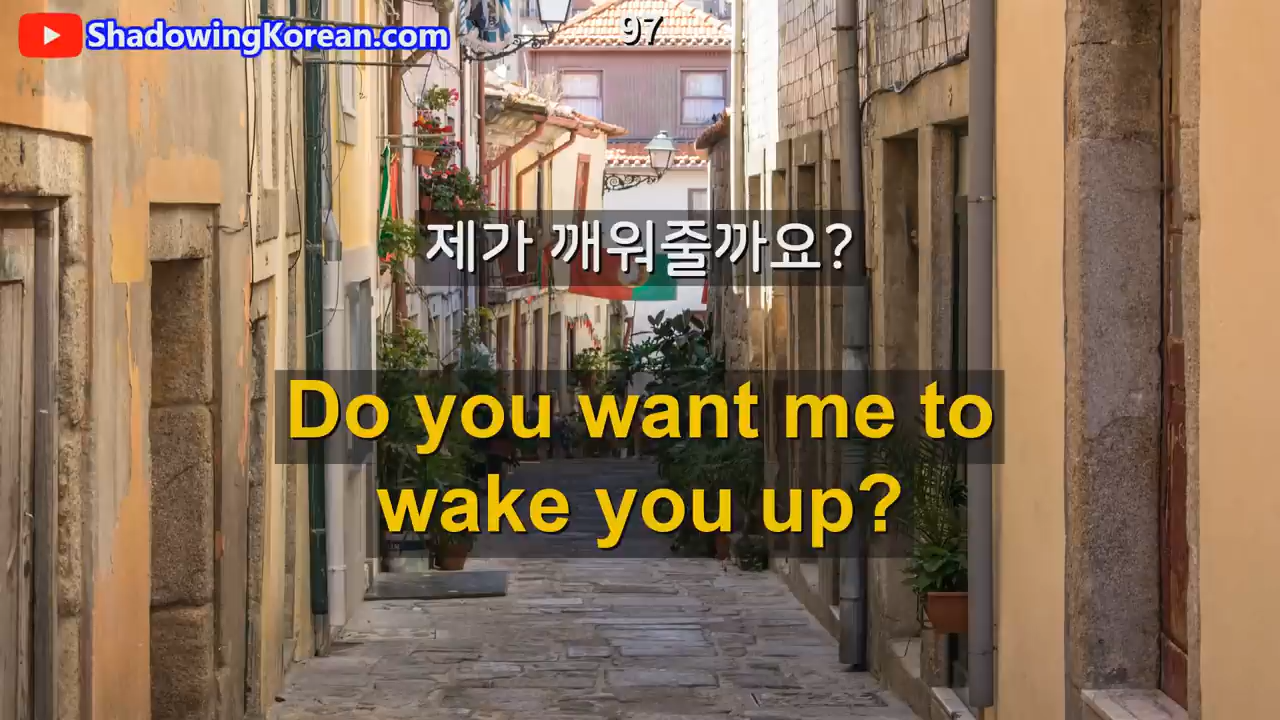 ShadowingKorean.com
97
제가 깨워줄까요?
Do you want me to
wake you up?